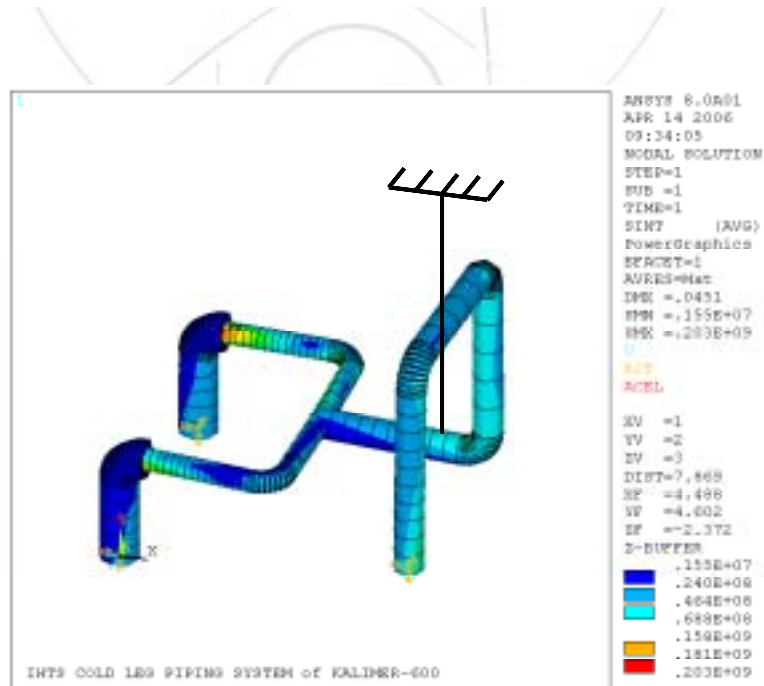 1
ANSYS 8.0A01
APR 14 2006
09:34:05
NODAL SOLUTION
STEP=1
SUB =1
TIME=1
SINT (AVG)
PowerGraphics
EFACET=1
AVRES=Mat
DMX =.0451
SMN =.155E+07
SMX =.203E+09
U
ROT
ACEL
XV =1
YV =2
ZV =3
DIST=7.869
XF =4.488
YF =4.602
ZF =-2.372
Z-BUFFER
.155E+07
.240E+08
.464E+08
.688E+08
.158E+09
.181E+09
.203E+09
X
IHTS COLD LEG PIPING SYSTEM of KALIMER-600